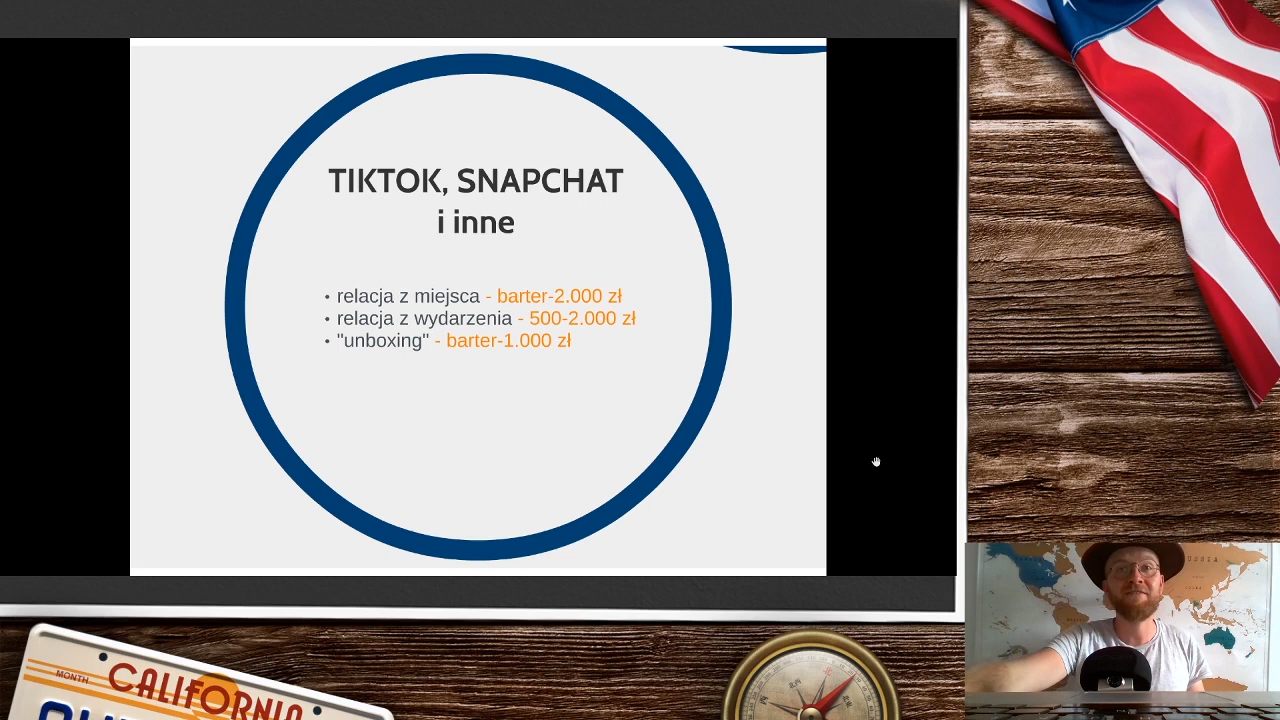 TIKTOK, SNAPCHAT
i inne
• relacja z miejsca - barter-2.000 zł
• relacja z wydarzenia - 500-2.000 zł
• "unboxing" - barter-1.000 zł
MONTH
CALIFORNIA